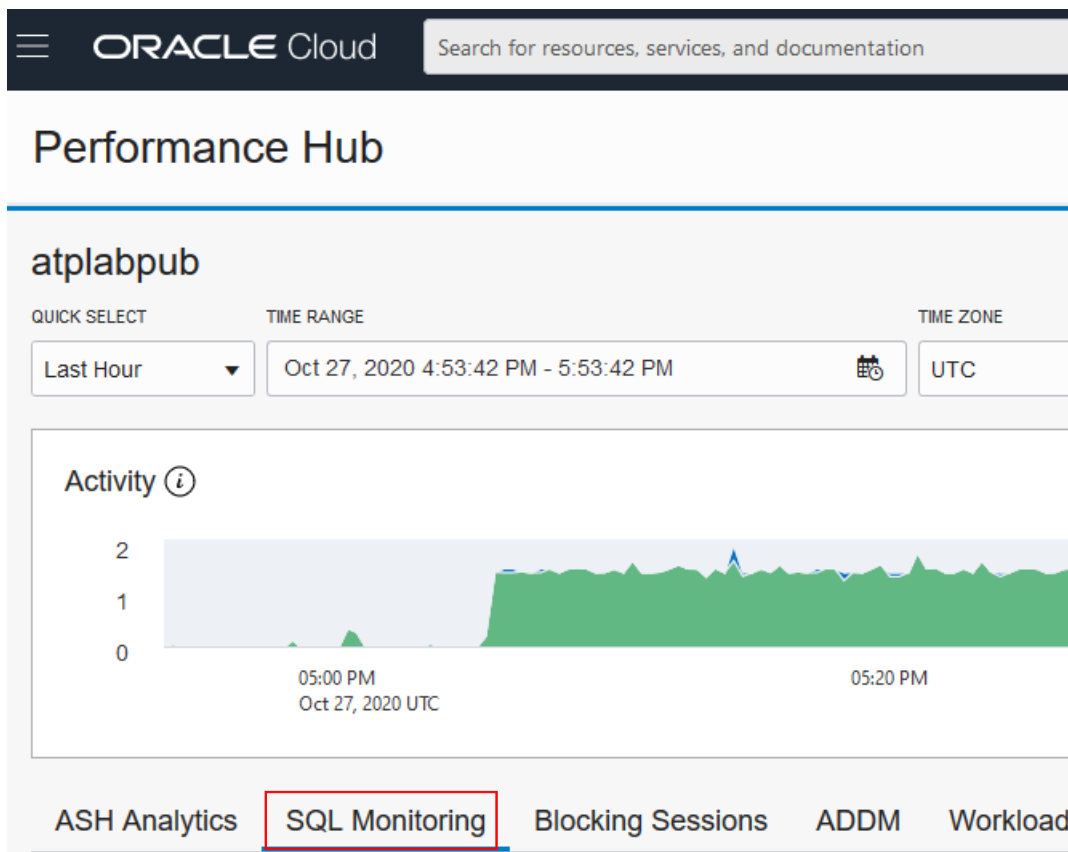 ORACLE Cloud Search for resources, services, and documentation
Performance Hub
atplabpub
QUICK SELECT TIME RANGE TIME ZONE
Last Hour Oct 27, 2020 4:53:42 PM - 5:53:42 PM UTC
Activity i
2
1
0
05:00 PM 05:20 PM
Oct 27, 2020 UTC
ASH Analytics SQL Monitoring Blocking Sessions ADDM Workload